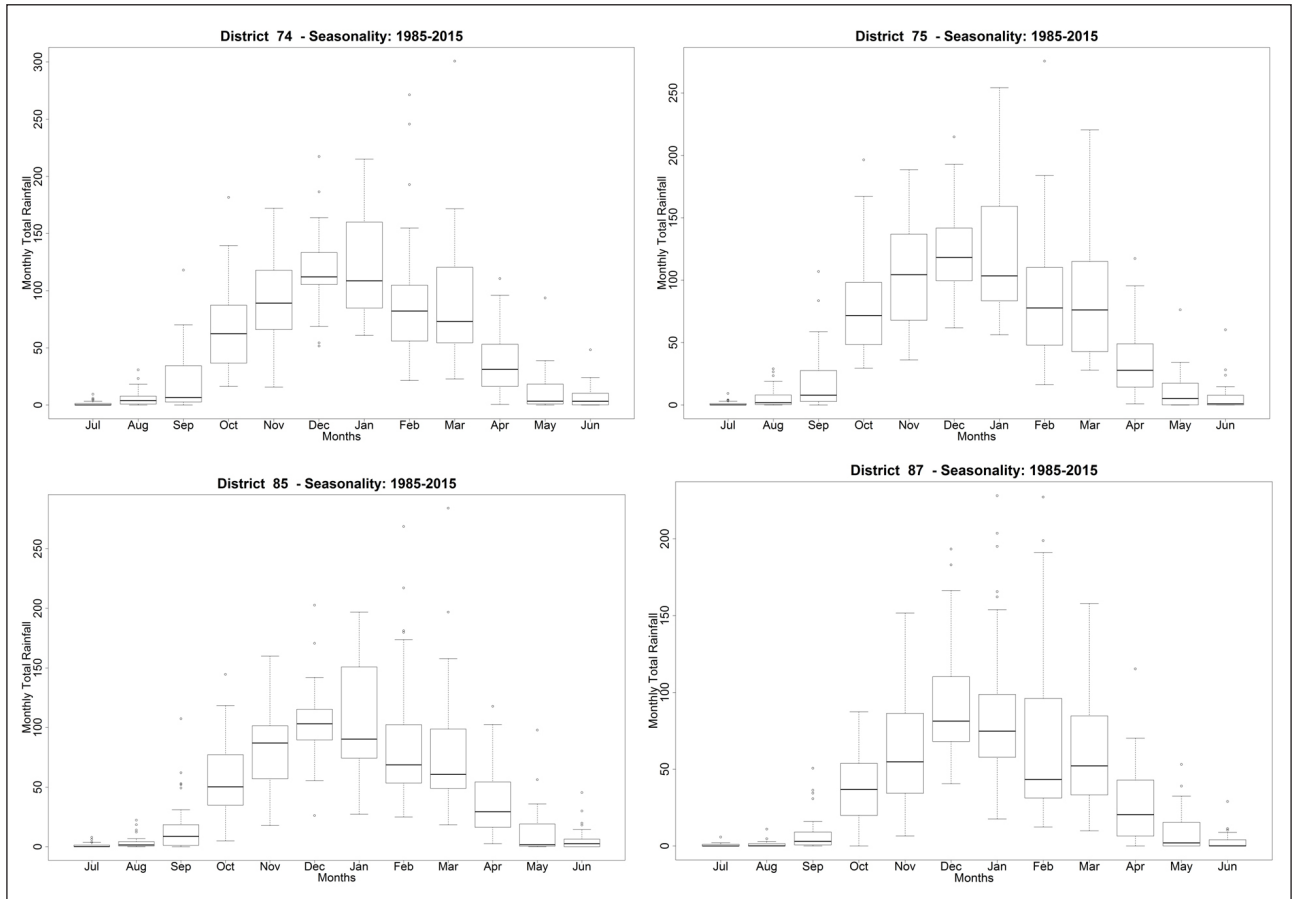 District 74 - Seasonality: 1985-2015
Monthly Total Rainfall
300
250
200
150
100
50
0
Jul Aug Sep Oct Nov Dec Jan Feb Mar Apr May Jun
Months
District 75 - Seasonality: 1985-2015
Monthly Total Rainfall
250
200
150
100
50
0
Jul Aug Sep Oct Nov Dec Jan Feb Mar Apr May Jun
Months
District 85 - Seasonality: 1985-2015
Monthly Total Rainfall
250
200
150
100
50
0
Jul Aug Sep Oct Nov Dec Jan Feb Mar Apr May Jun
Months
District 87 - Seasonality: 1985-2015
Monthly Total Rainfall
200
150
100
50
0
Jul Aug Sep Oct Nov Dec Jan Feb Mar Apr May Jun
Months